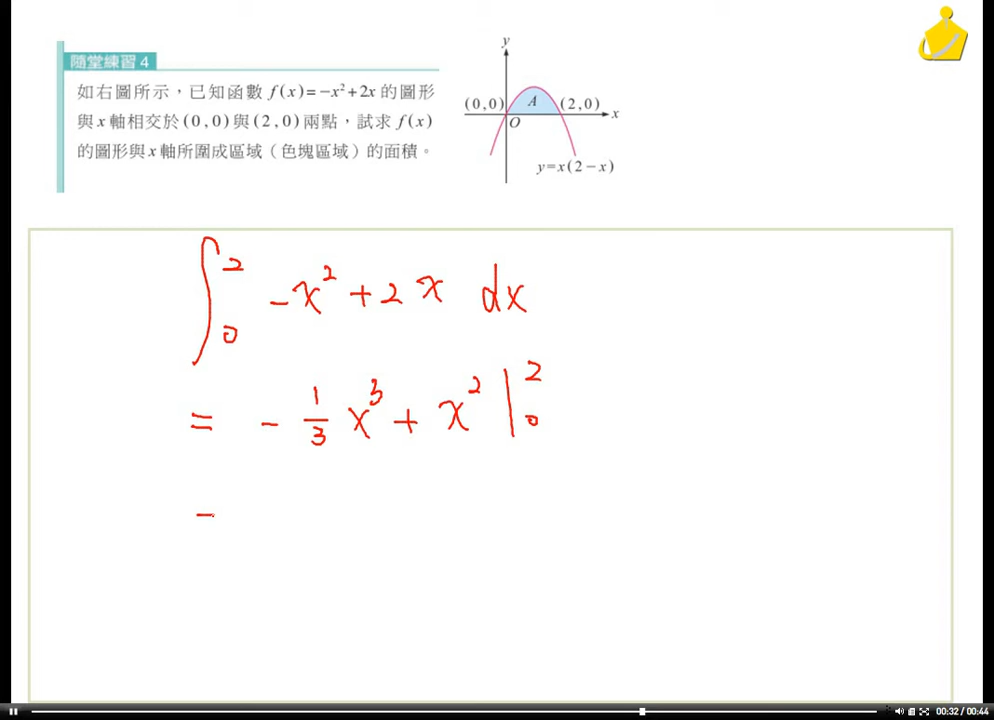 隨堂練習 4
如右圖所示，已知函數 f(x)=−x²+2x 的圖形
與 x 軸相交於 (0,0) 與 (2,0) 兩點，試求 f(x)
的圖形與 x 軸所圍成區域（色塊區域）的面積。
y
(0,0) A (2,0)
O x
y=x(2−x)
∫₀² −x²+2x dx
= −1/3 x³ + x² |₀²
−
00:32 / 00:44